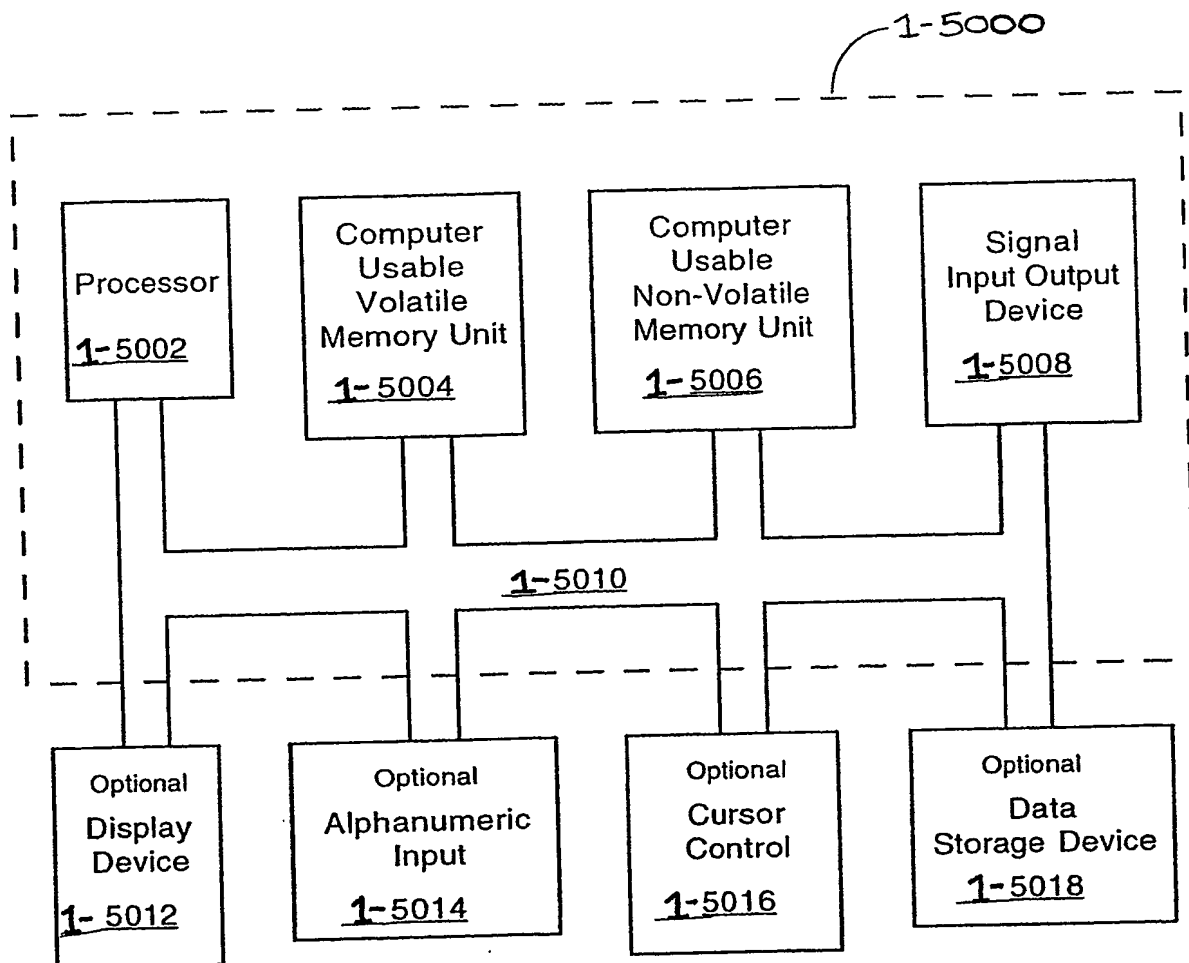 1-5000
Processor
1-5002
Computer
Usable
Volatile
Memory Unit
1-5004
Computer
Usable
Non-Volatile
Memory Unit
1-5006
Signal
Input Output
Device
1-5008
1-5010
Optional
Display
Device
1-5012
Optional
Alphanumeric
Input
1-5014
Optional
Cursor
Control
1-5016
Optional
Data
Storage Device
1-5018